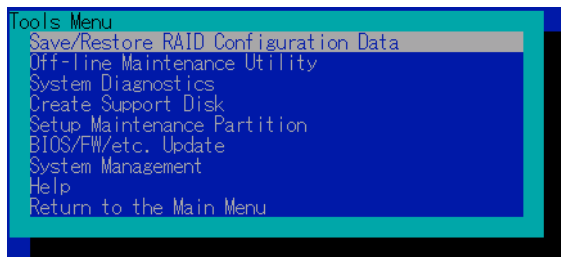 Tools Menu
Save/Restore RAID Configuration Data
Off-line Maintenance Utility
System Diagnostics
Create Support Disk
Setup Maintenance Partition
BIOS/FW/etc. Update
System Management
Help
Return to the Main Menu